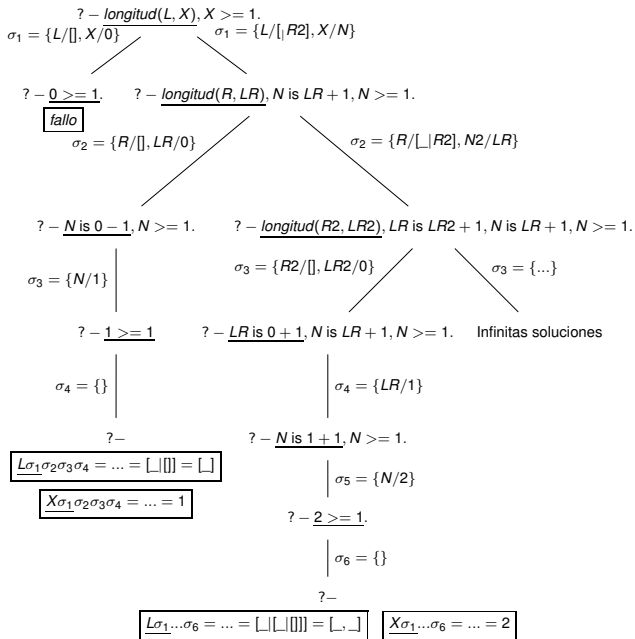 ? − longitud(L, X), X >= 1.
σ1 = {L/[], X/0}
σ1 = {L/[|R2], X/N}
? − 0 >= 1.
? − longitud(R, LR), N is LR + 1, N >= 1.
fallo
σ2 = {R/[], LR/0}
σ2 = {R/[_|R2], N2/LR}
? − N is 0 − 1, N >= 1.
? − longitud(R2, LR2), LR is LR2 + 1, N is LR + 1, N >= 1.
σ3 = {N/1}
σ3 = {R2/[], LR2/0}
σ3 = {...}
? − 1 >= 1
? − LR is 0 + 1, N is LR + 1, N >= 1.
Infinitas soluciones
σ4 = {}
σ4 = {LR/1}
?−
? − N is 1 + 1, N >= 1.
Lσ1σ2σ3σ4 = ... = [_|[]] = [_]
σ5 = {N/2}
Xσ1σ2σ3σ4 = ... = 1
? − 2 >= 1.
σ6 = {}
?−
Lσ1...σ6 = ... = [_|[_|[]]] = [_, _]
Xσ1...σ6 = ... = 2